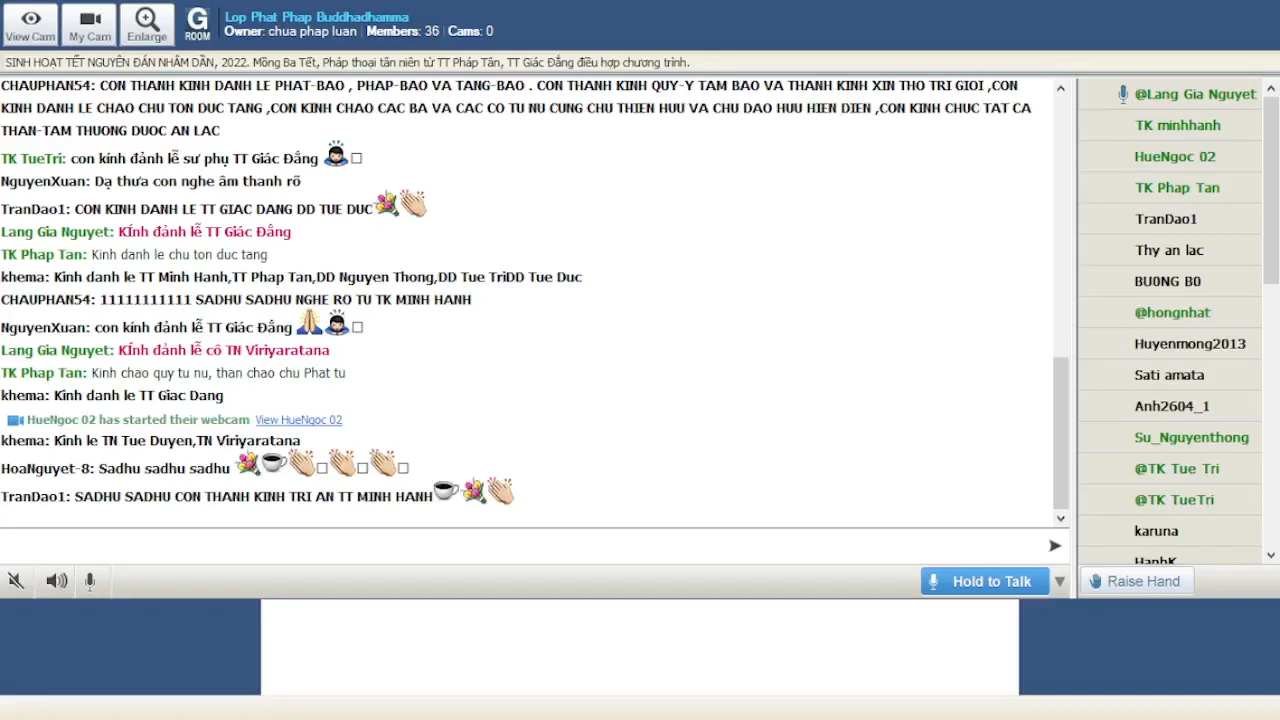 View Cam
My Cam
Enlarge
G
ROOM
Lop Phat Phap Buddhadhamma
Owner: chua phap luan | Members: 36 | Cams: 0
SINH HOẠT TẾT NGUYÊN ĐÁN NHÂM DẦN, 2022. Mồng Ba Tết, Pháp thoại tân niên từ TT Pháp Tân, TT Giác Đẳng điều hợp chương trình.
CHAUPHAN54: CON THANH KINH DANH LE PHAT-BAO , PHAP-BAO VA TANG-BAO . CON THANH KINH QUY-Y TAM BAO VA THANH KINH XIN THO TRI GIOI ,CON
KINH DANH LE CHAO CHU TON DUC TANG ,CON KINH CHAO CAC BA VA CAC CO TU NU CUNG CHU THIEN HUU VA CHU DAO HUU HIEN DIEN ,CON KINH CHUC TAT CA
THAN-TAM THUONG DUOC AN LAC
TK TueTri: con kính đảnh lễ sư phụ TT Giác Đẳng
NguyenXuan: Dạ thưa con nghe âm thanh rõ
TranDao1: CON KINH DANH LE TT GIAC DANG DD TUE DUC
Lang Gia Nguyet: KÍnh đảnh lễ TT Giác Đẳng
TK Phap Tan: Kinh danh le chu ton duc tang
khema: Kinh danh le TT Minh Hanh,TT Phap Tan,DD Nguyen Thong,DD Tue TriDD Tue Duc
CHAUPHAN54: 11111111111 SADHU SADHU NGHE RO TU TK MINH HANH
NguyenXuan: con kính đảnh lễ TT Giác Đẳng
Lang Gia Nguyet: KÍnh đảnh lễ cô TN Viriyaratana
TK Phap Tan: Kinh chao quy tu nu, than chao chu Phat tu
khema: Kinh danh le TT Giac Dang
HueNgoc 02 has started their webcam View HueNgoc 02
khema: Kinh le TN Tue Duyen,TN Viriyaratana
HoaNguyet-8: Sadhu sadhu sadhu
TranDao1: SADHU SADHU CON THANH KINH TRI AN TT MINH HANH
@Lang Gia Nguyet
TK minhhanh
HueNgoc 02
TK Phap Tan
TranDao1
Thy an lac
BU0NG B0
@hongnhat
Huyenmong2013
Sati amata
Anh2604_1
Su_Nguyenthong
@TK Tue Tri
@TK TueTri
karuna
HanhK
Hold to Talk
Raise Hand